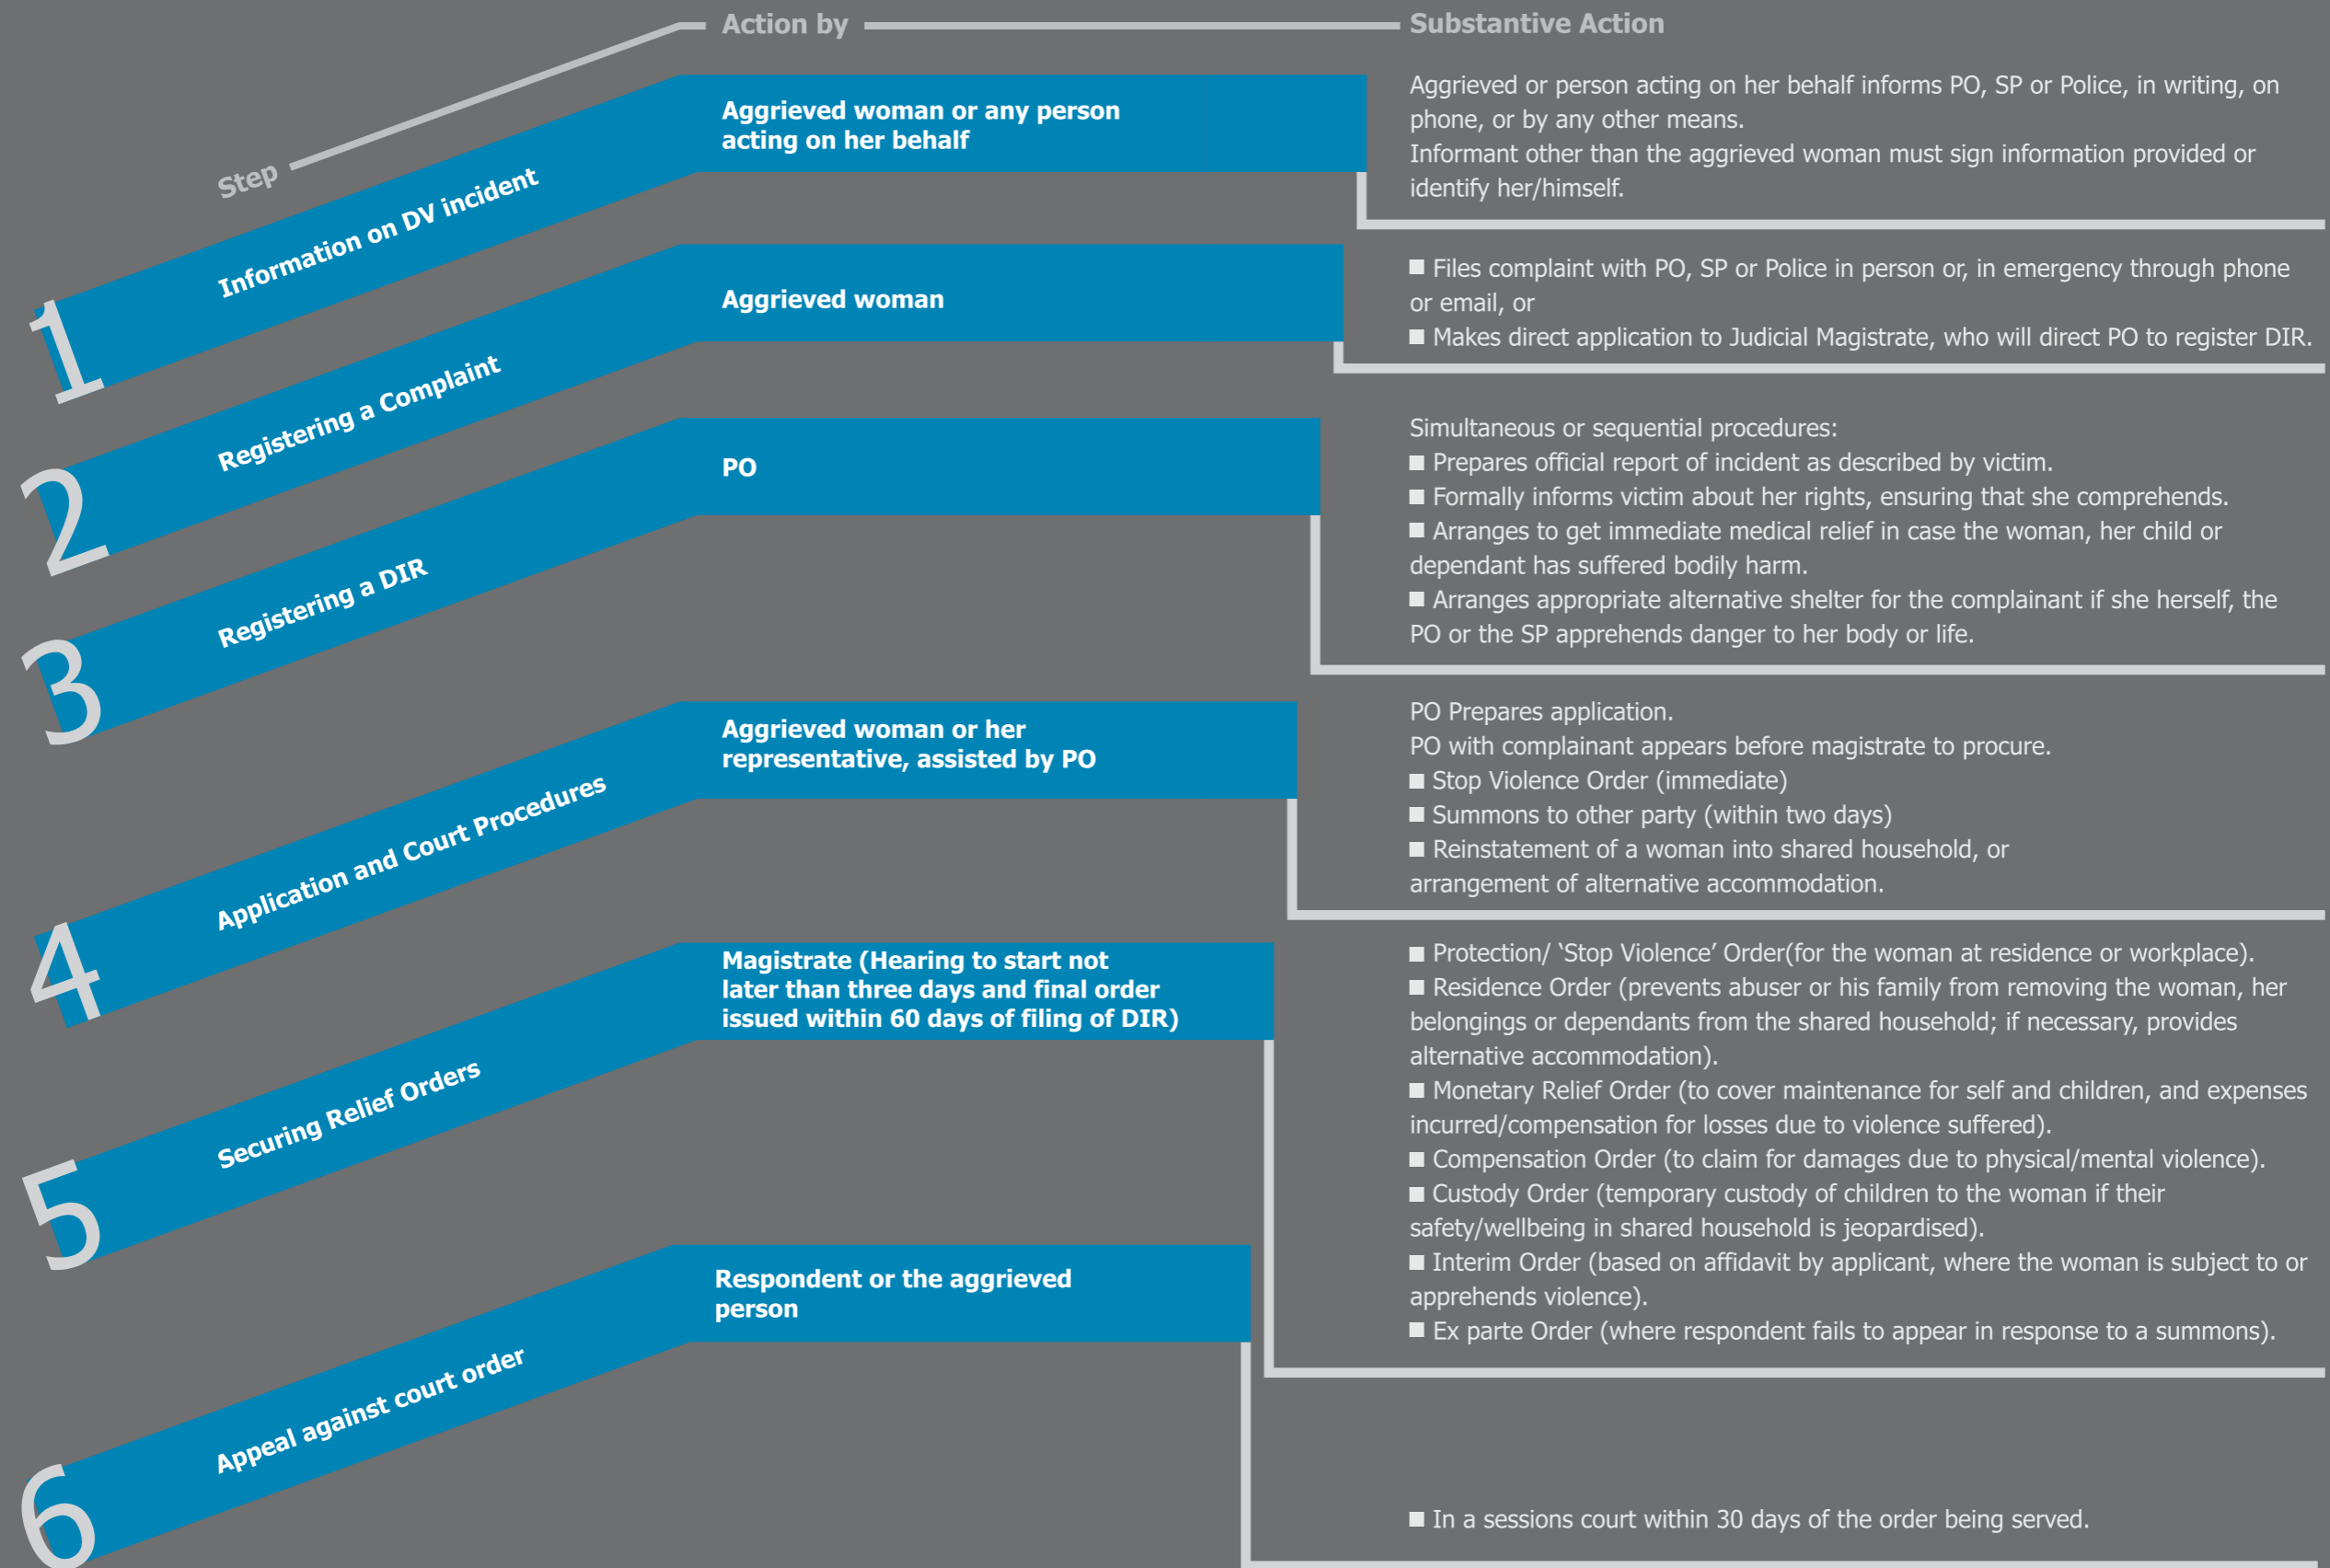 Step
Action by
Substantive Action
1
Information on DV incident
Aggrieved woman or any person
acting on her behalf
Aggrieved or person acting on her behalf informs PO, SP or Police, in writing, on
phone, or by any other means.
Informant other than the aggrieved woman must sign information provided or
identify her/himself.
2
Registering a Complaint
Aggrieved woman
■ Files complaint with PO, SP or Police in person or, in emergency through phone
or email, or
■ Makes direct application to Judicial Magistrate, who will direct PO to register DIR.
3
Registering a DIR
PO
Simultaneous or sequential procedures:
■ Prepares official report of incident as described by victim.
■ Formally informs victim about her rights, ensuring that she comprehends.
■ Arranges to get immediate medical relief in case the woman, her child or
dependant has suffered bodily harm.
■ Arranges appropriate alternative shelter for the complainant if she herself, the
PO or the SP apprehends danger to her body or life.
4
Application and Court Procedures
Aggrieved woman or her
representative, assisted by PO
PO Prepares application.
PO with complainant appears before magistrate to procure.
■ Stop Violence Order (immediate)
■ Summons to other party (within two days)
■ Reinstatement of a woman into shared household, or
arrangement of alternative accommodation.
5
Securing Relief Orders
Magistrate (Hearing to start not
later than three days and final order
issued within 60 days of filing of DIR)
■ Protection/ ‘Stop Violence’ Order(for the woman at residence or workplace).
■ Residence Order (prevents abuser or his family from removing the woman, her
belongings or dependants from the shared household; if necessary, provides
alternative accommodation).
■ Monetary Relief Order (to cover maintenance for self and children, and expenses
incurred/compensation for losses due to violence suffered).
■ Compensation Order (to claim for damages due to physical/mental violence).
■ Custody Order (temporary custody of children to the woman if their
safety/wellbeing in shared household is jeopardised).
■ Interim Order (based on affidavit by applicant, where the woman is subject to or
apprehends violence).
■ Ex parte Order (where respondent fails to appear in response to a summons).
6
Appeal against court order
Respondent or the aggrieved
person
■ In a sessions court within 30 days of the order being served.